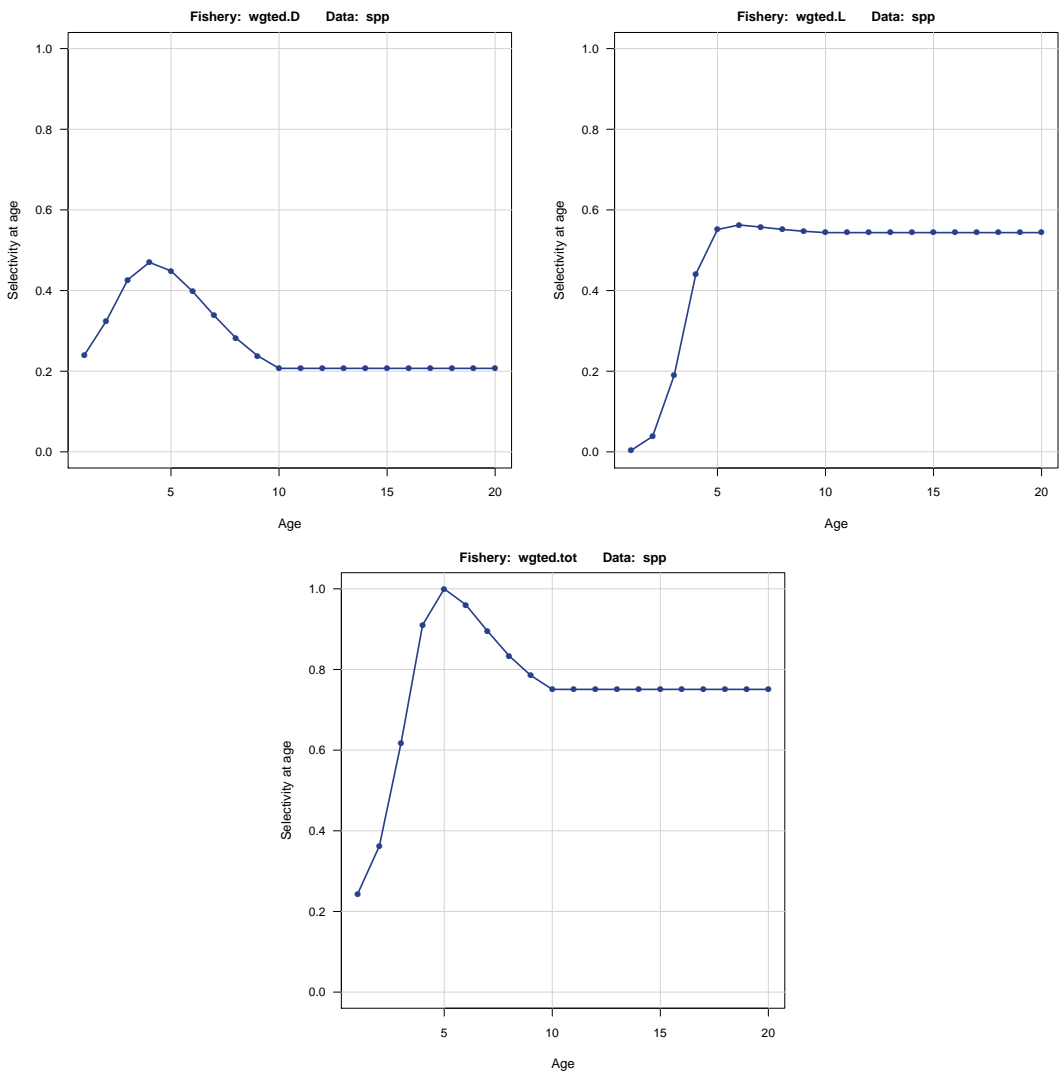 Fishery: wgted.D Data: spp
1.0
0.8
0.6
0.4
0.2
0.0
Selectivity at age
5 10 15 20
Age
Fishery: wgted.L Data: spp
1.0
0.8
0.6
0.4
0.2
0.0
Selectivity at age
5 10 15 20
Age
Fishery: wgted.tot Data: spp
1.0
0.8
0.6
0.4
0.2
0.0
Selectivity at age
5 10 15 20
Age